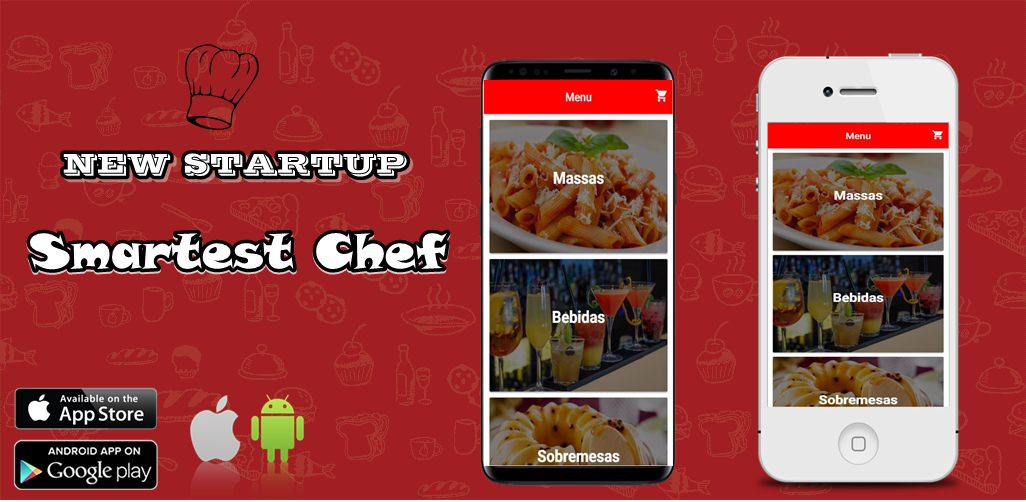 NEW STARTUP
Smartest Chef
Available on the
App Store
ANDROID APP ON
Google play
Menu
Massas
Bebidas
Sobremesas
Menu
Massas
Bebidas
Sobremesas